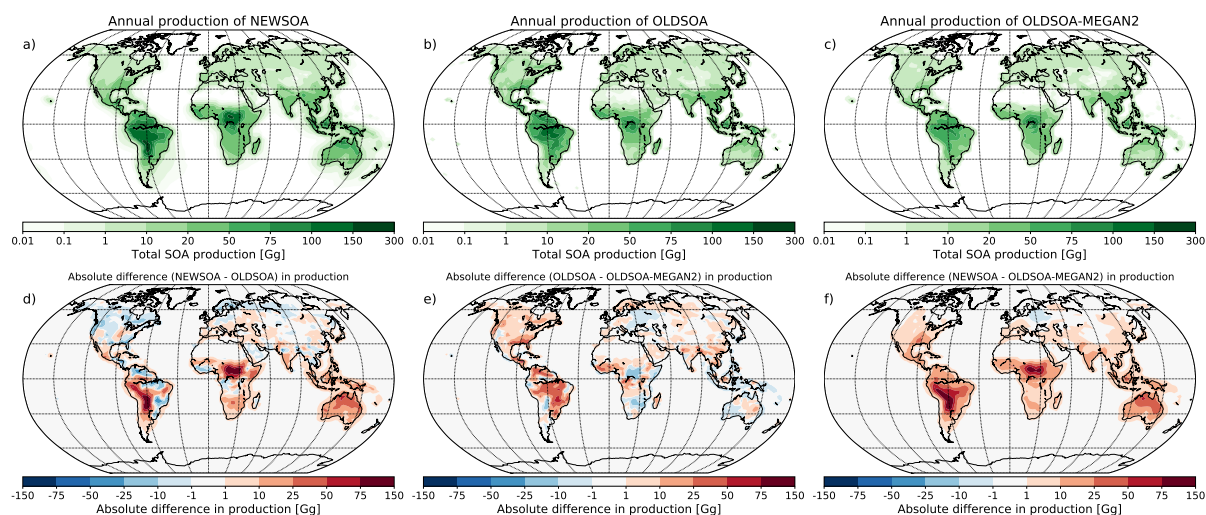 Annual production of NEWSOA
Annual production of OLDSOA
Annual production of OLDSOA-MEGAN2
a)
b)
c)
0.01 0.1 1 10 20 50 75 100 150 300
0.01 0.1 1 10 20 50 75 100 150 300
0.01 0.1 1 10 20 50 75 100 150 300
Total SOA production [Gg]
Total SOA production [Gg]
Total SOA production [Gg]
Absolute difference (NEWSOA - OLDSOA) in production
Absolute difference (OLDSOA - OLDSOA-MEGAN2) in production
Absolute difference (NEWSOA - OLDSOA-MEGAN2) in production
d)
e)
f)
-150 -75 -50 -25 -10 -1 1 10 25 50 75 150
-150 -75 -50 -25 -10 -1 1 10 25 50 75 150
-150 -75 -50 -25 -10 -1 1 10 25 50 75 150
Absolute difference in production [Gg]
Absolute difference in production [Gg]
Absolute difference in production [Gg]